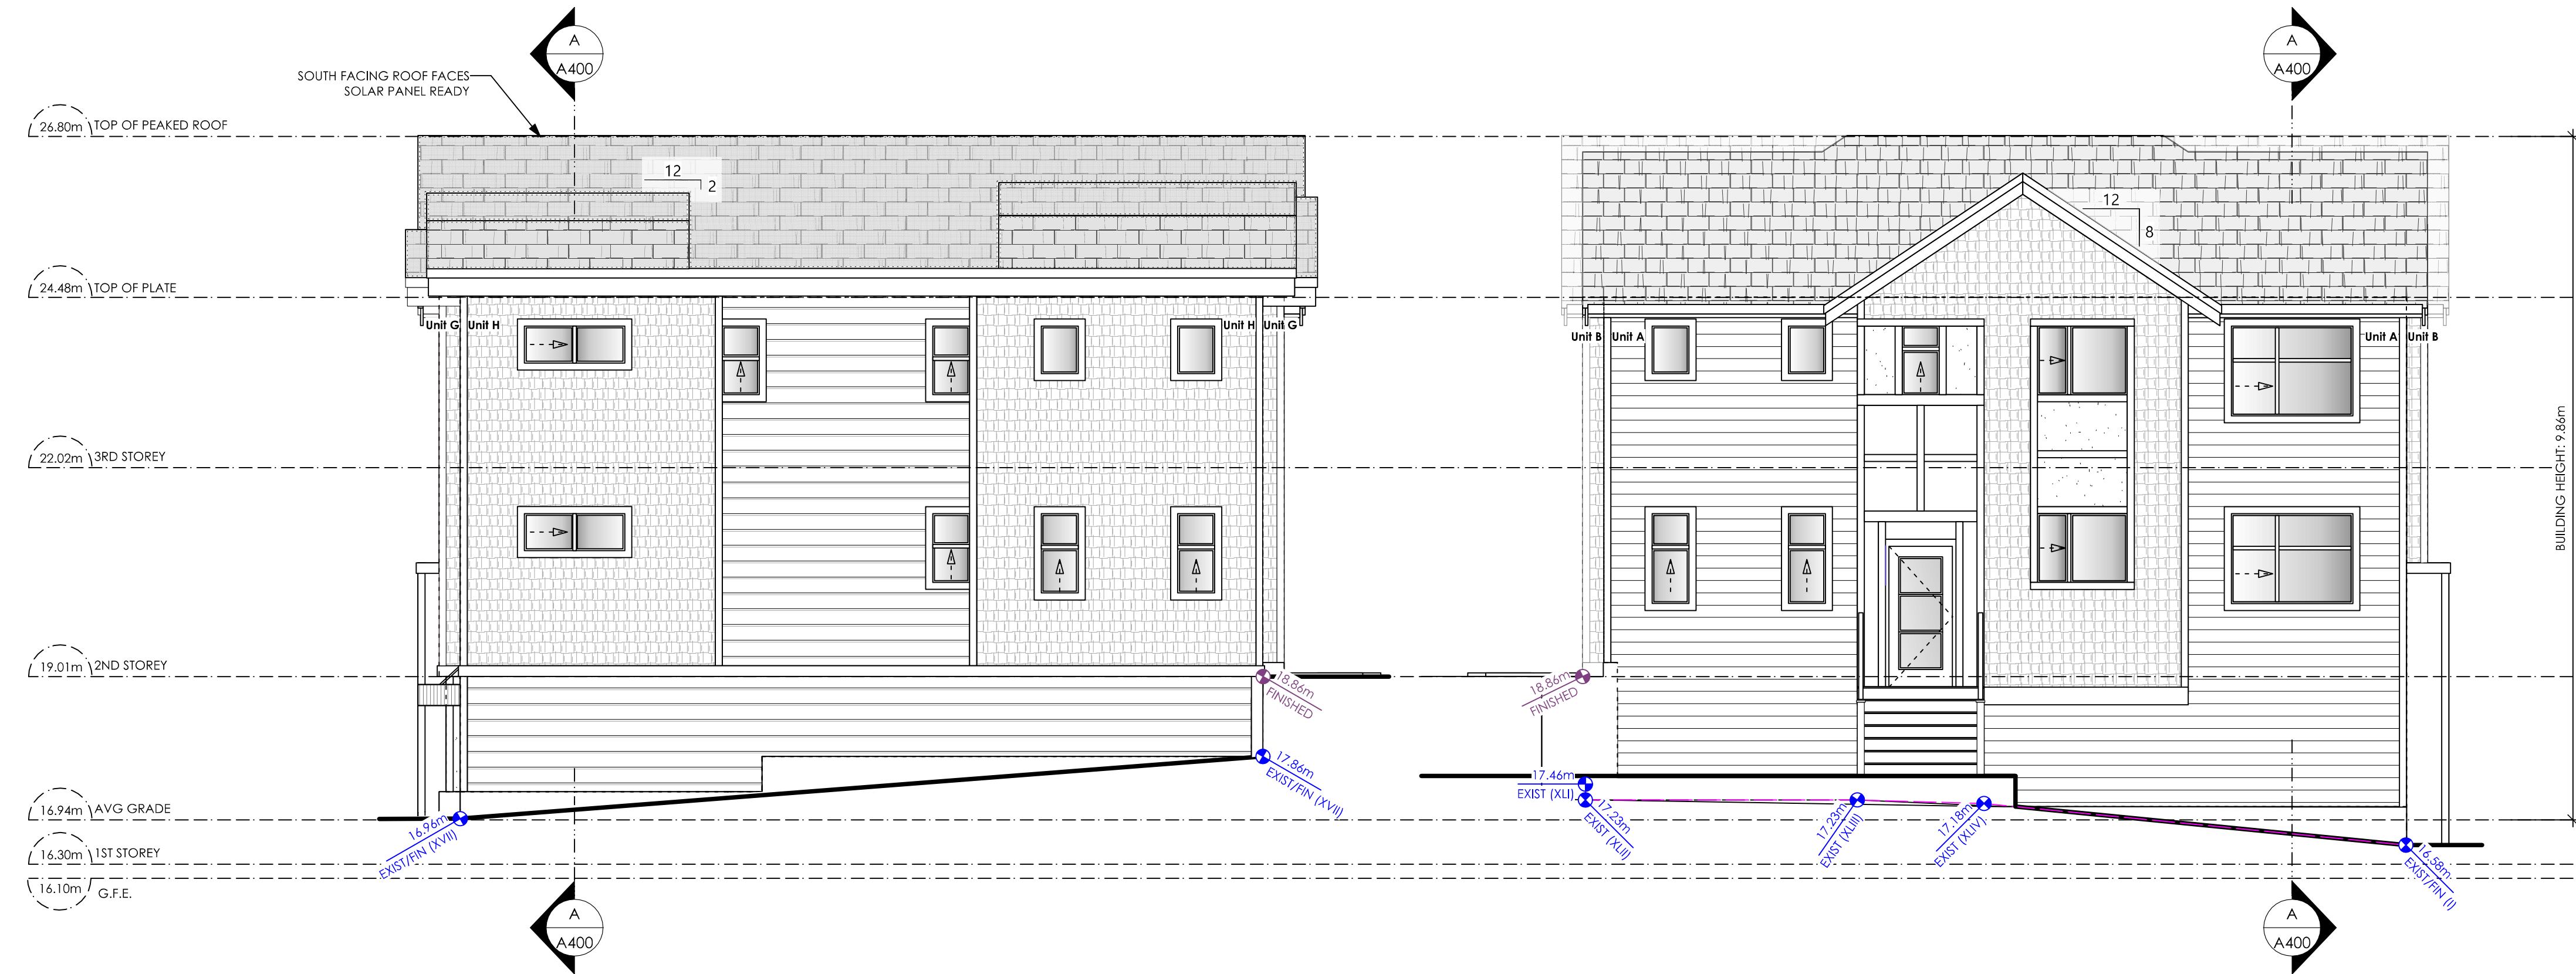 A
A400
A
A400
SOUTH FACING ROOF FACES
SOLAR PANEL READY
26.80m TOP OF PEAKED ROOF
12
2
12
8
24.48m TOP OF PLATE
Unit G Unit H
Unit H Unit G
Unit B Unit A
Unit A Unit B
22.02m 3RD STOREY
BUILDING HEIGHT: 9.86m
19.01m 2ND STOREY
18.86m
FINISHED
18.86m
FINISHED
17.86m
EXIST/FIN (XVII)
17.46m
EXIST (XLI)
17.23m
EXIST (XLII)
17.23m
EXIST (XLIII)
17.18m
EXIST (XLIV)
16.94m AVG GRADE
16.96m
EXIST/FIN (XVII)
16.58m
EXIST/FIN (I)
16.30m 1ST STOREY
16.10m G.F.E.
A
A400
A
A400